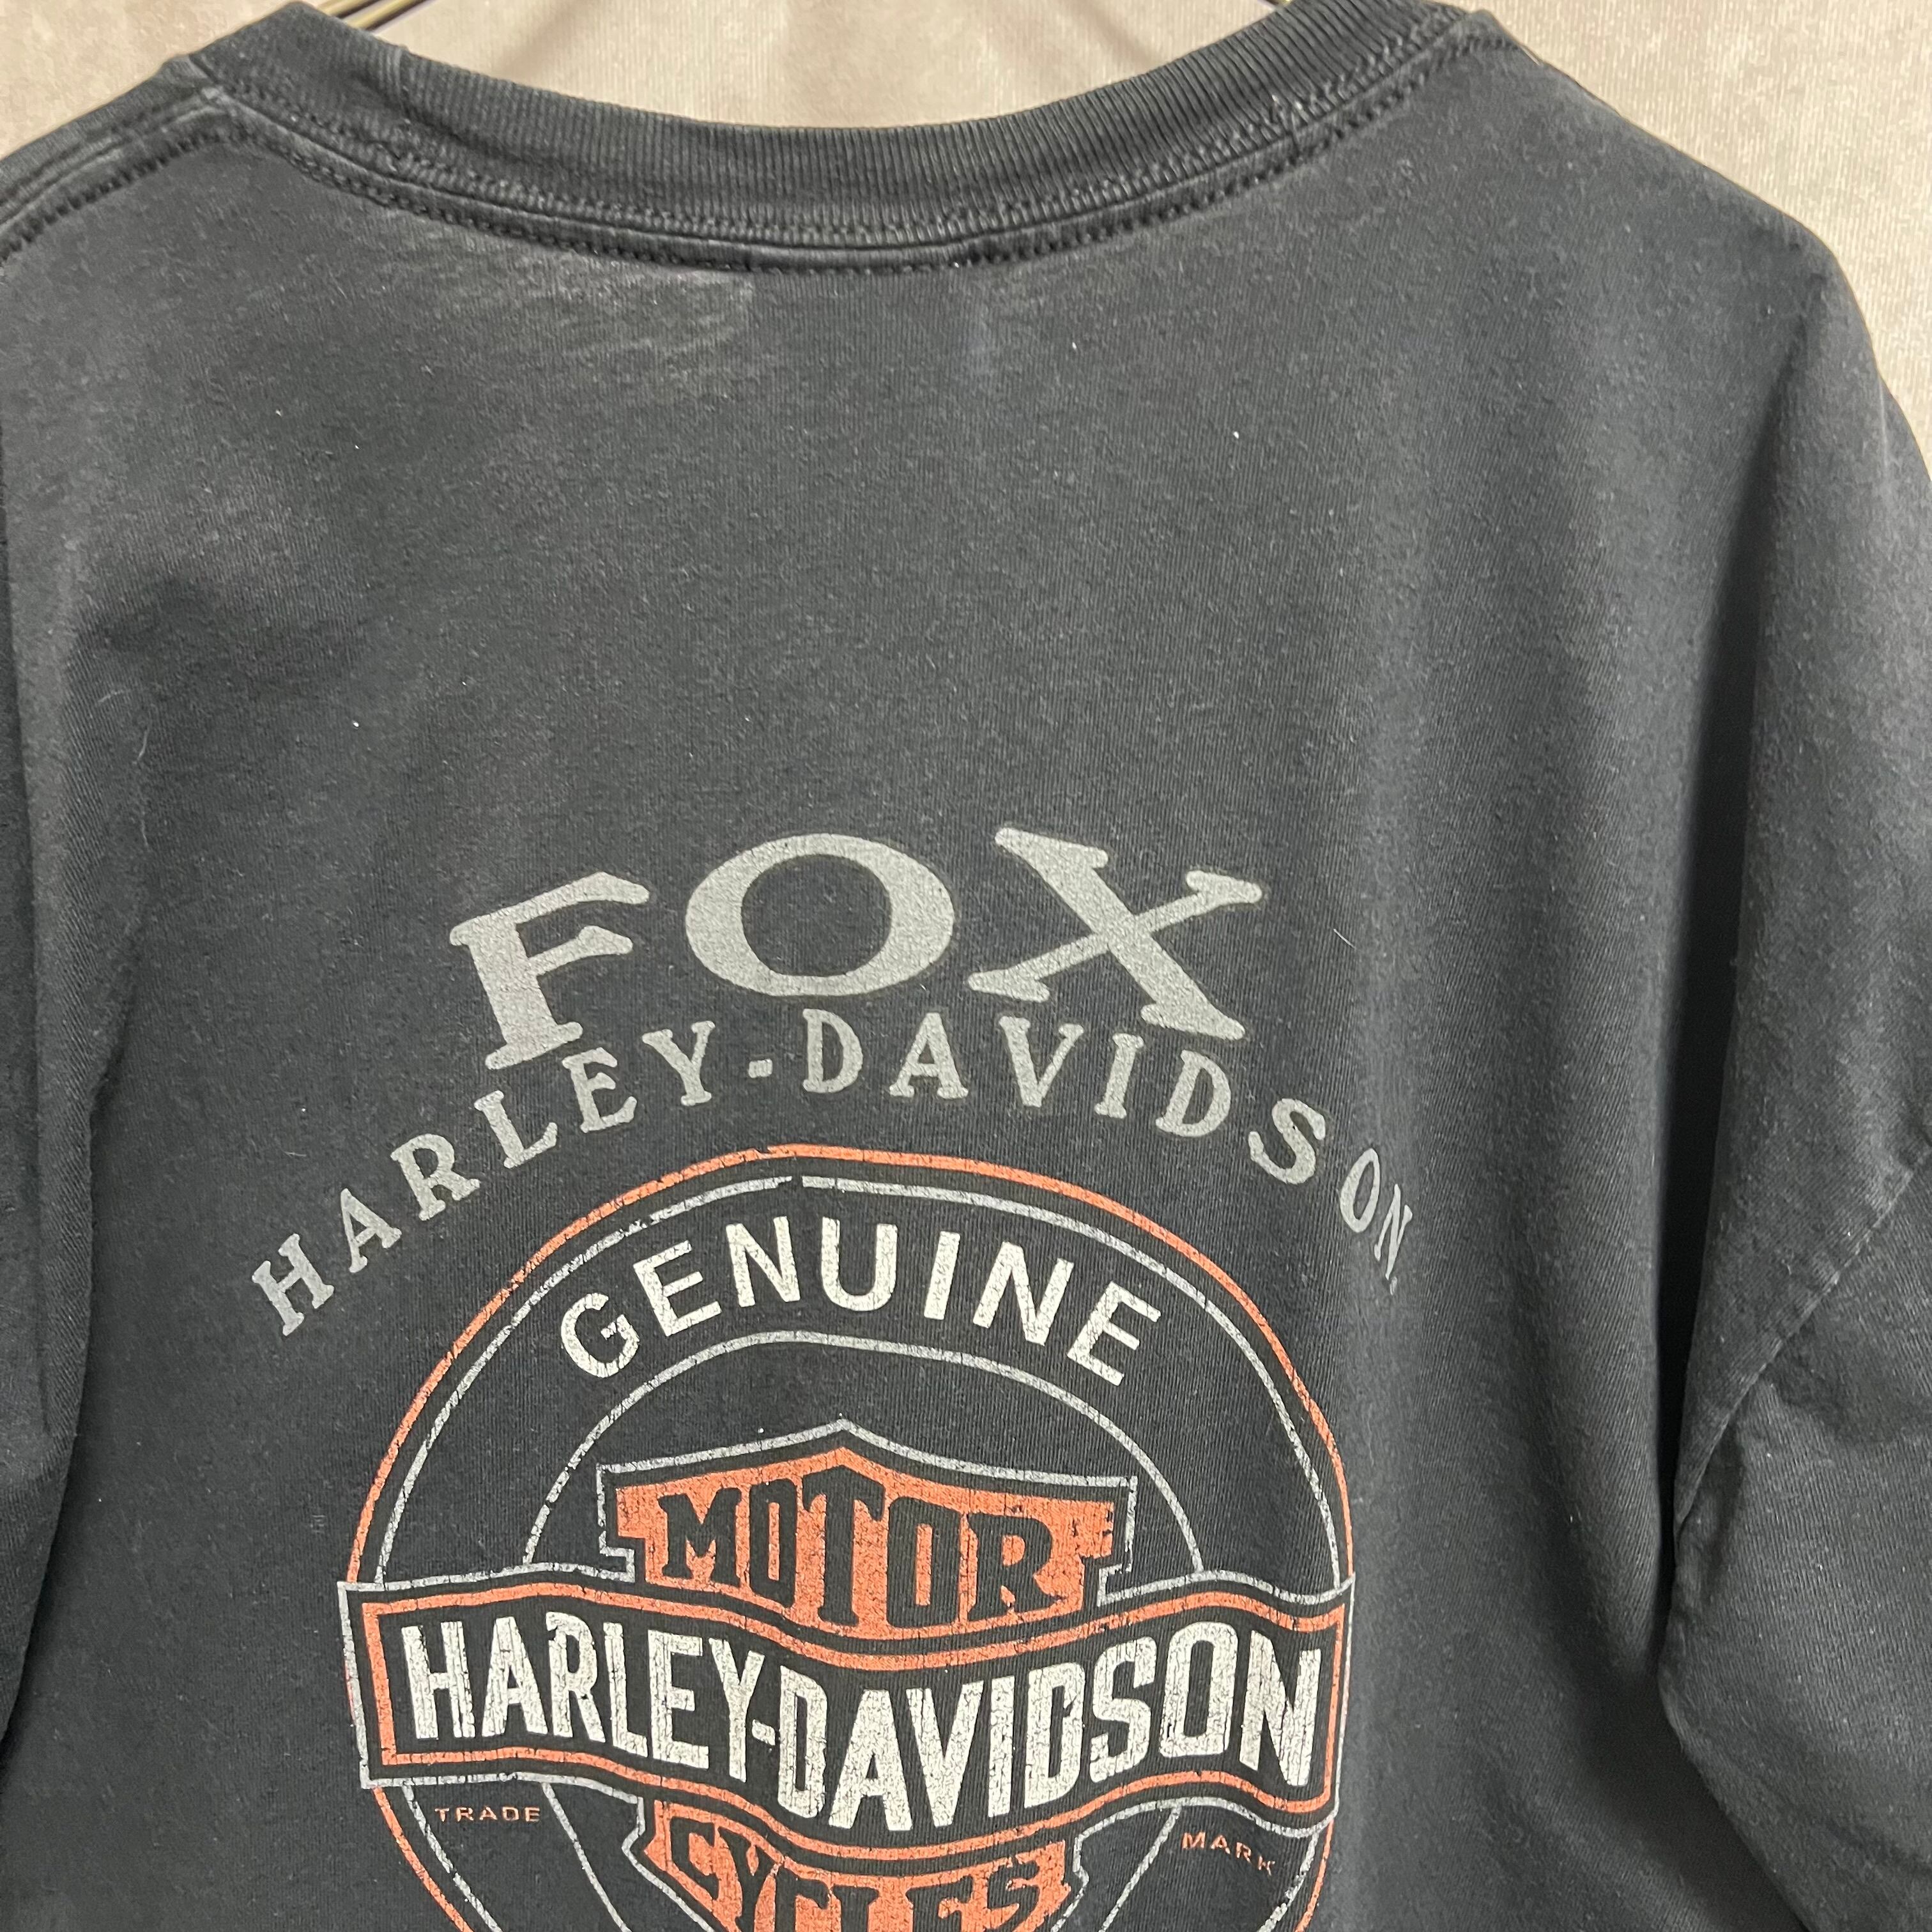 FOX
HARLEY-DAVIDSON
GENUINE
MOTOR
HARLEY-DAVIDSON
TRADE MARK
CYCLES